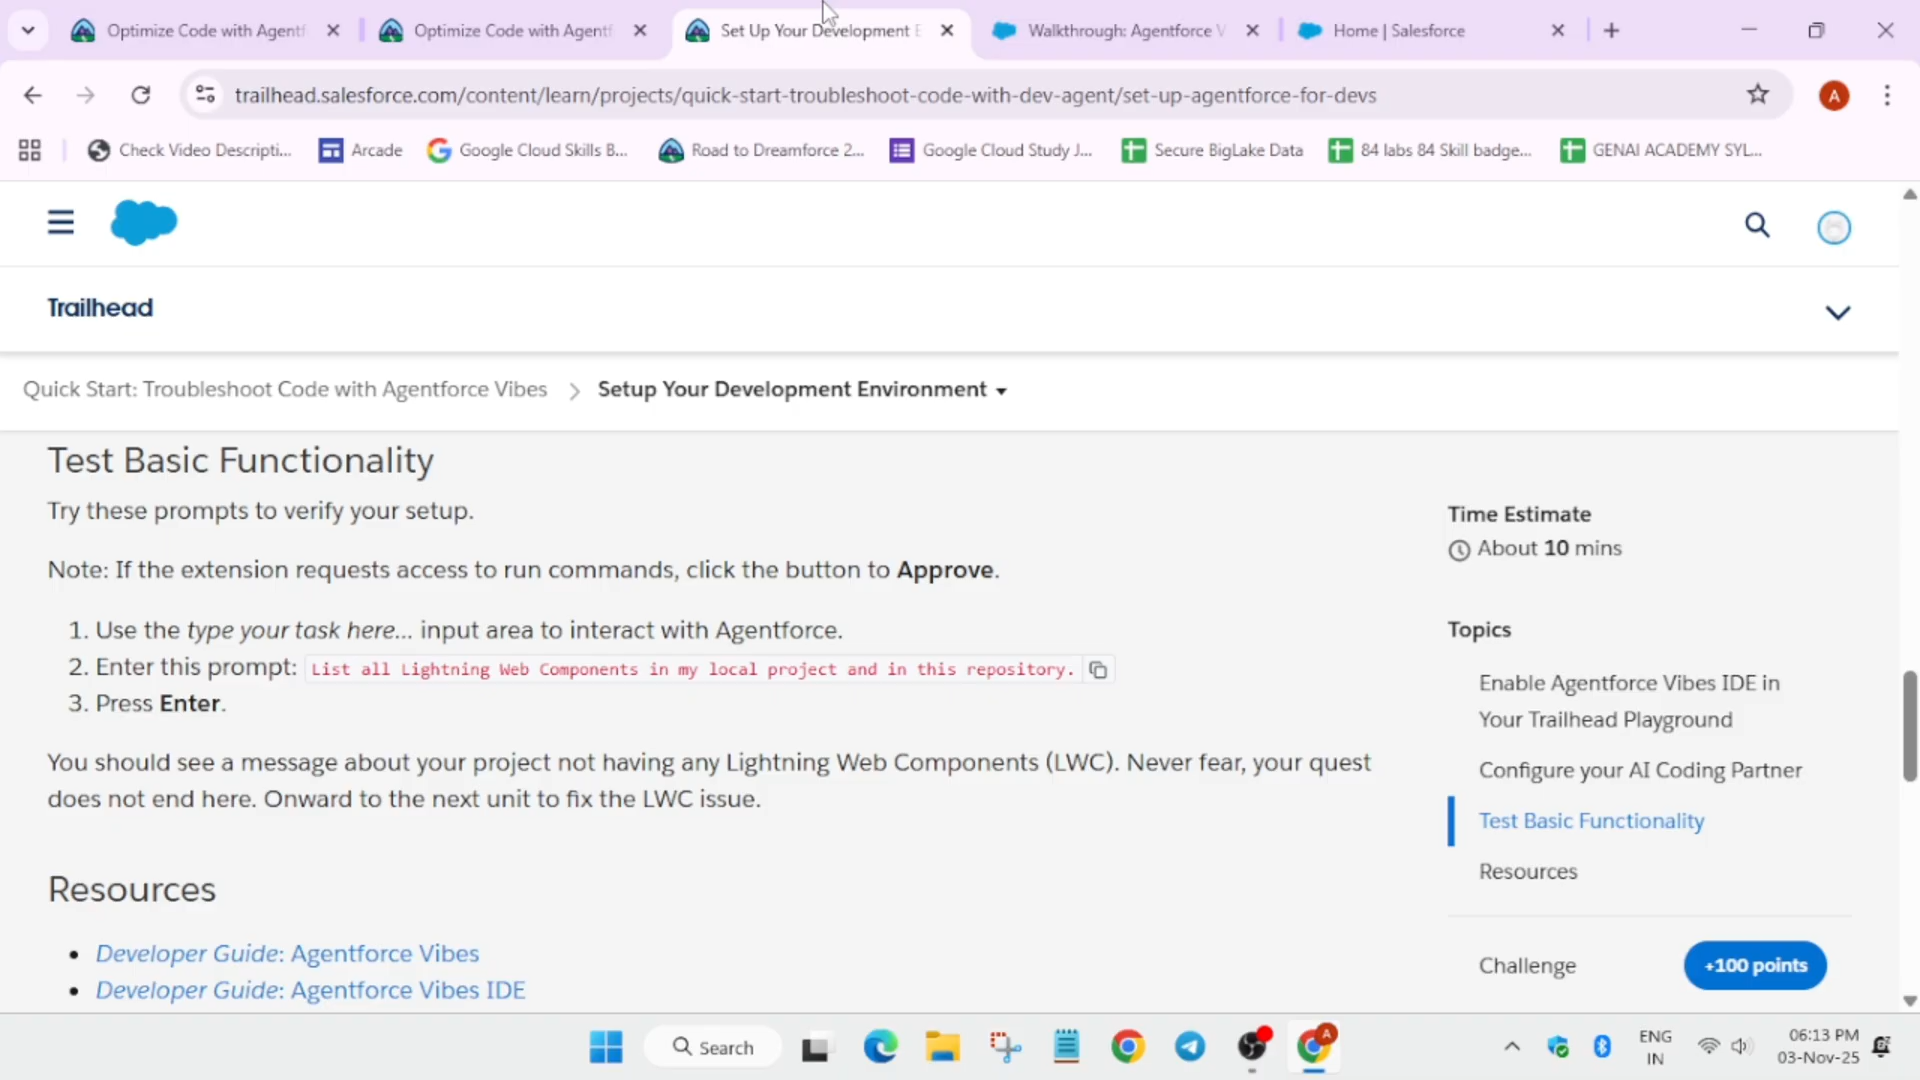 Optimize Code with Agentf
Optimize Code with Agentf
Set Up Your Development E
Walkthrough: Agentforce V
Home | Salesforce
trailhead.salesforce.com/content/learn/projects/quick-start-troubleshoot-code-with-dev-agent/set-up-agentforce-for-devs
A
Check Video Descripti...
Arcade
Google Cloud Skills B...
Road to Dreamforce 2...
Google Cloud Study J...
Secure BigLake Data
84 labs 84 Skill badge...
GENAI ACADEMY SYL...
Trailhead
Quick Start: Troubleshoot Code with Agentforce Vibes
Setup Your Development Environment
Test Basic Functionality
Try these prompts to verify your setup.
Note: If the extension requests access to run commands, click the button to Approve.
1. Use the type your task here... input area to interact with Agentforce.
2. Enter this prompt: List all Lightning Web Components in my local project and in this repository.
3. Press Enter.
You should see a message about your project not having any Lightning Web Components (LWC). Never fear, your quest
does not end here. Onward to the next unit to fix the LWC issue.
Resources
Developer Guide: Agentforce Vibes
Developer Guide: Agentforce Vibes IDE
Time Estimate
About 10 mins
Topics
Enable Agentforce Vibes IDE in
Your Trailhead Playground
Configure your AI Coding Partner
Test Basic Functionality
Resources
Challenge
+100 points
Search
A
ENG
IN
06:13 PM
03-Nov-25